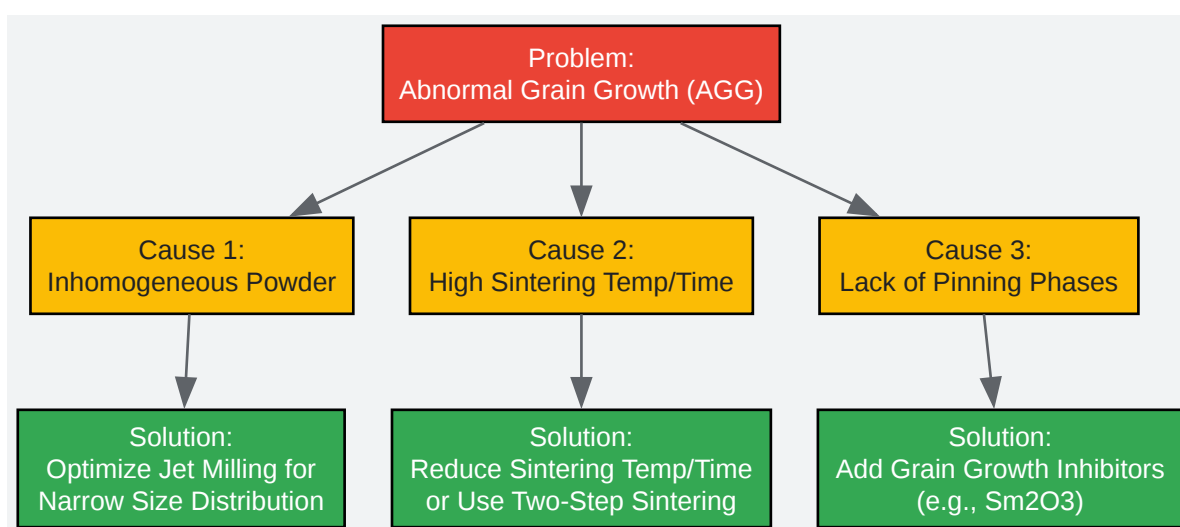 Problem:
Abnormal Grain Growth (AGG)
Cause 1:
Inhomogeneous Powder
Cause 2:
High Sintering Temp/Time
Cause 3:
Lack of Pinning Phases
Solution:
Optimize Jet Milling for
Narrow Size Distribution
Solution:
Reduce Sintering Temp/Time
or Use Two-Step Sintering
Solution:
Add Grain Growth Inhibitors
(e.g., Sm2O3)